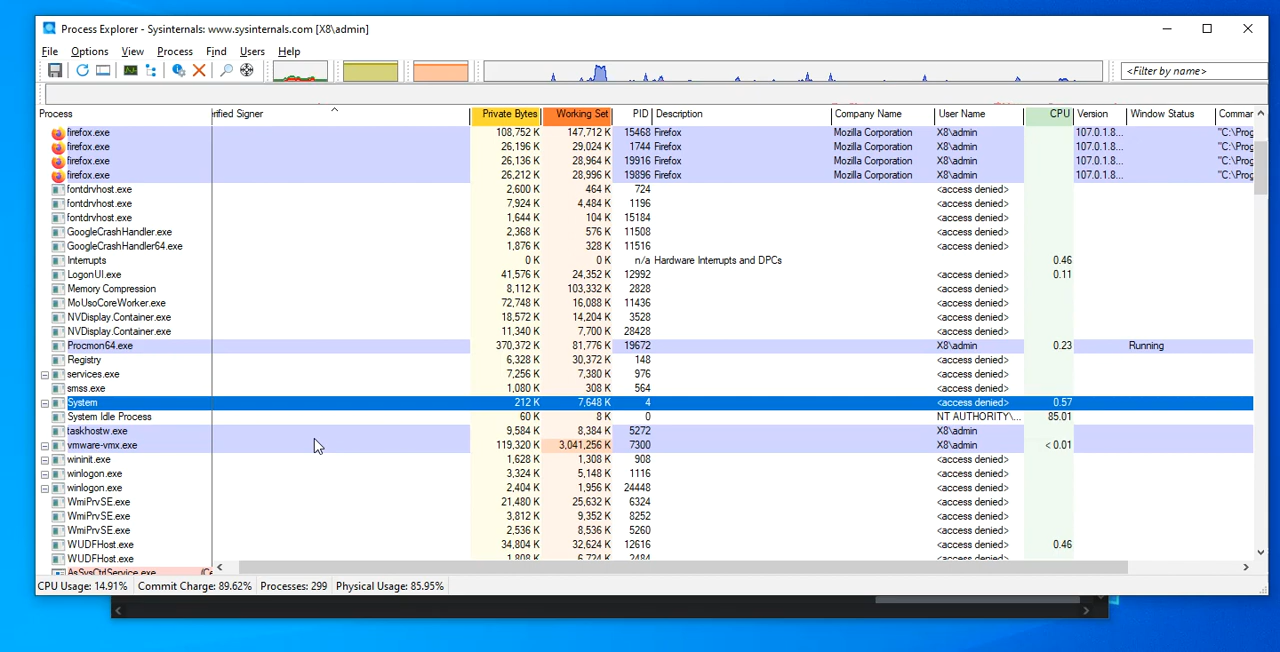 Process Explorer - Sysinternals: www.sysinternals.com [X8\admin]
File Options View Process Find Users Help
<Filter by name>
Process rified Signer Private Bytes Working Set PID Description Company Name User Name CPU Version Window Status Commar
firefox.exe 108,752 K 147,712 K 15468 Firefox Mozilla Corporation X8\admin 107.0.1.8... "C:\Prog
firefox.exe 26,196 K 29,024 K 1744 Firefox Mozilla Corporation X8\admin 107.0.1.8... "C:\Prog
firefox.exe 26,136 K 28,964 K 19916 Firefox Mozilla Corporation X8\admin 107.0.1.8... "C:\Prog
firefox.exe 26,212 K 28,996 K 19896 Firefox Mozilla Corporation X8\admin 107.0.1.8... "C:\Prog
fontdrvhost.exe 2,600 K 464 K 724 <access denied>
fontdrvhost.exe 7,924 K 4,484 K 1196 <access denied>
fontdrvhost.exe 1,644 K 104 K 15184 <access denied>
GoogleCrashHandler.exe 2,368 K 576 K 11508 <access denied>
GoogleCrashHandler64.exe 1,876 K 328 K 11516 <access denied>
Interrupts 0 K 0 K n/a Hardware Interrupts and DPCs 0.46
LogonUI.exe 41,576 K 24,352 K 12992 <access denied> 0.11
Memory Compression 8,112 K 103,332 K 2828 <access denied>
MoUsoCoreWorker.exe 72,748 K 16,088 K 11436 <access denied>
NVDisplay.Container.exe 18,572 K 14,204 K 3528 <access denied>
NVDisplay.Container.exe 11,340 K 7,700 K 28428 <access denied>
Procmon64.exe 370,372 K 81,776 K 19672 X8\admin 0.23 Running
Registry 6,328 K 30,372 K 148 <access denied>
services.exe 7,256 K 7,380 K 976 <access denied>
smss.exe 1,080 K 308 K 564 <access denied>
System 212 K 7,648 K 4 <access denied> 0.57
System Idle Process 60 K 8 K 0 NT AUTHORITY\... 85.01
taskhostw.exe 9,584 K 8,384 K 5272 X8\admin
vmware-vmx.exe 119,320 K 3,041,256 K 7300 X8\admin < 0.01
wininit.exe 1,628 K 1,308 K 908 <access denied>
winlogon.exe 3,324 K 5,148 K 1116 <access denied>
winlogon.exe 2,404 K 1,956 K 24448 <access denied>
WmiPrvSE.exe 21,480 K 25,632 K 6324 <access denied>
WmiPrvSE.exe 3,812 K 9,352 K 8252 <access denied>
WmiPrvSE.exe 2,536 K 8,536 K 5260 <access denied>
WUDFHost.exe 34,804 K 32,624 K 12616 <access denied> 0.46
WUDFHost.exe 1,808 K 6,724 K 2484 <access denied>
AsSysCtrlService.exe
CPU Usage: 14.91% Commit Charge: 89.62% Processes: 299 Physical Usage: 85.95%